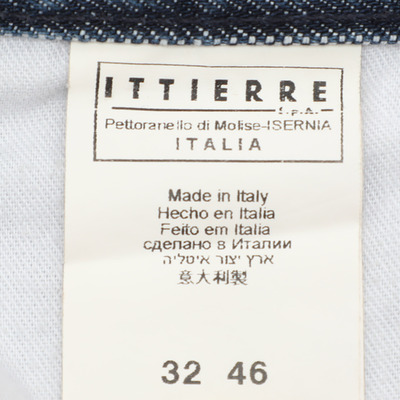 ITTIERRE
S.p.A.
Pettoranello di Molise-ISERNIA
ITALIA
Made in Italy
Hecho en Italia
Feito em Italia
сделано в Италии
ארץ יצור איטליה
意大利製
32 46